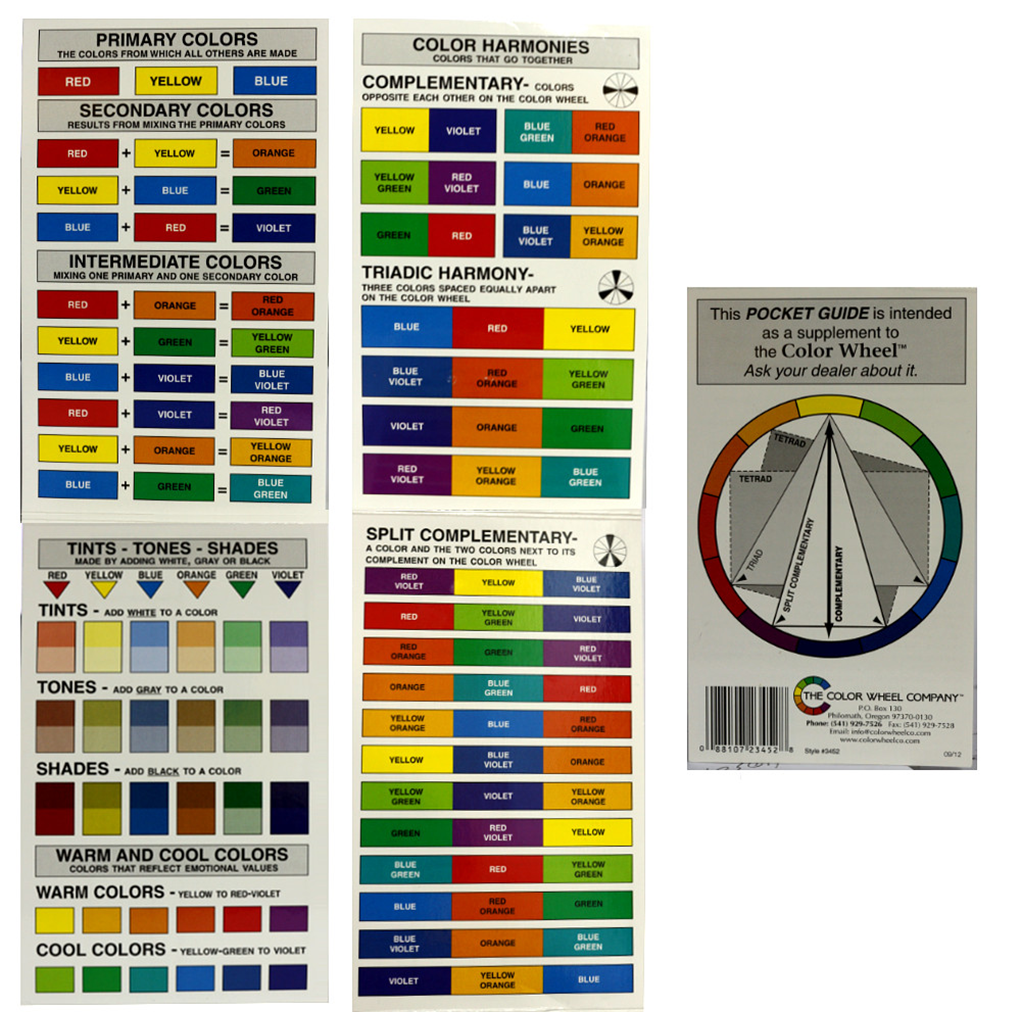 PRIMARY COLORS
THE COLORS FROM WHICH ALL OTHERS ARE MADE
RED YELLOW BLUE
SECONDARY COLORS
RESULTS FROM MIXING THE PRIMARY COLORS
RED + YELLOW = ORANGE
YELLOW + BLUE = GREEN
BLUE + RED = VIOLET
INTERMEDIATE COLORS
MIXING ONE PRIMARY AND ONE SECONDARY COLOR
RED + ORANGE = RED ORANGE
YELLOW + GREEN = YELLOW GREEN
BLUE + VIOLET = BLUE VIOLET
RED + VIOLET = RED VIOLET
YELLOW + ORANGE = YELLOW ORANGE
BLUE + GREEN = BLUE GREEN
TINTS - TONES - SHADES
MADE BY ADDING WHITE, GRAY OR BLACK
RED YELLOW BLUE ORANGE GREEN VIOLET
TINTS - ADD WHITE TO A COLOR
TONES - ADD GRAY TO A COLOR
SHADES - ADD BLACK TO A COLOR
WARM AND COOL COLORS
COLORS THAT REFLECT EMOTIONAL VALUES
WARM COLORS - YELLOW TO RED-VIOLET
COOL COLORS - YELLOW-GREEN TO VIOLET
COLOR HARMONIES
COLORS THAT GO TOGETHER
COMPLEMENTARY- COLORS
OPPOSITE EACH OTHER ON THE COLOR WHEEL
YELLOW VIOLET BLUE GREEN RED ORANGE
YELLOW GREEN RED VIOLET BLUE ORANGE
GREEN RED BLUE VIOLET YELLOW ORANGE
TRIADIC HARMONY-
THREE COLORS SPACED EQUALLY APART
ON THE COLOR WHEEL
BLUE RED YELLOW
BLUE VIOLET RED ORANGE YELLOW GREEN
VIOLET ORANGE GREEN
RED VIOLET YELLOW ORANGE BLUE GREEN
SPLIT COMPLEMENTARY-
A COLOR AND THE TWO COLORS NEXT TO ITS
COMPLEMENT ON THE COLOR WHEEL
RED VIOLET YELLOW BLUE VIOLET
RED YELLOW GREEN VIOLET
RED ORANGE GREEN RED VIOLET
ORANGE BLUE GREEN RED
YELLOW ORANGE BLUE RED ORANGE
YELLOW BLUE VIOLET ORANGE
YELLOW GREEN VIOLET YELLOW ORANGE
GREEN RED VIOLET YELLOW
BLUE GREEN RED YELLOW GREEN
BLUE RED ORANGE GREEN
BLUE VIOLET ORANGE BLUE GREEN
VIOLET YELLOW ORANGE BLUE
This POCKET GUIDE is intended
as a supplement to
the Color Wheel™
Ask your dealer about it.
TETRAD
TETRAD
TRIAD
SPLIT COMPLEMENTARY
COMPLEMENTARY
THE COLOR WHEEL COMPANY™
P.O. Box 130
Philomath, Oregon 97370-0130
Phone: (541) 929-7526 Fax: (541) 929-7528
Email: info@colorwheelco.com
www.colorwheelco.com
0 88107 23452 8
Style #3452
09/12